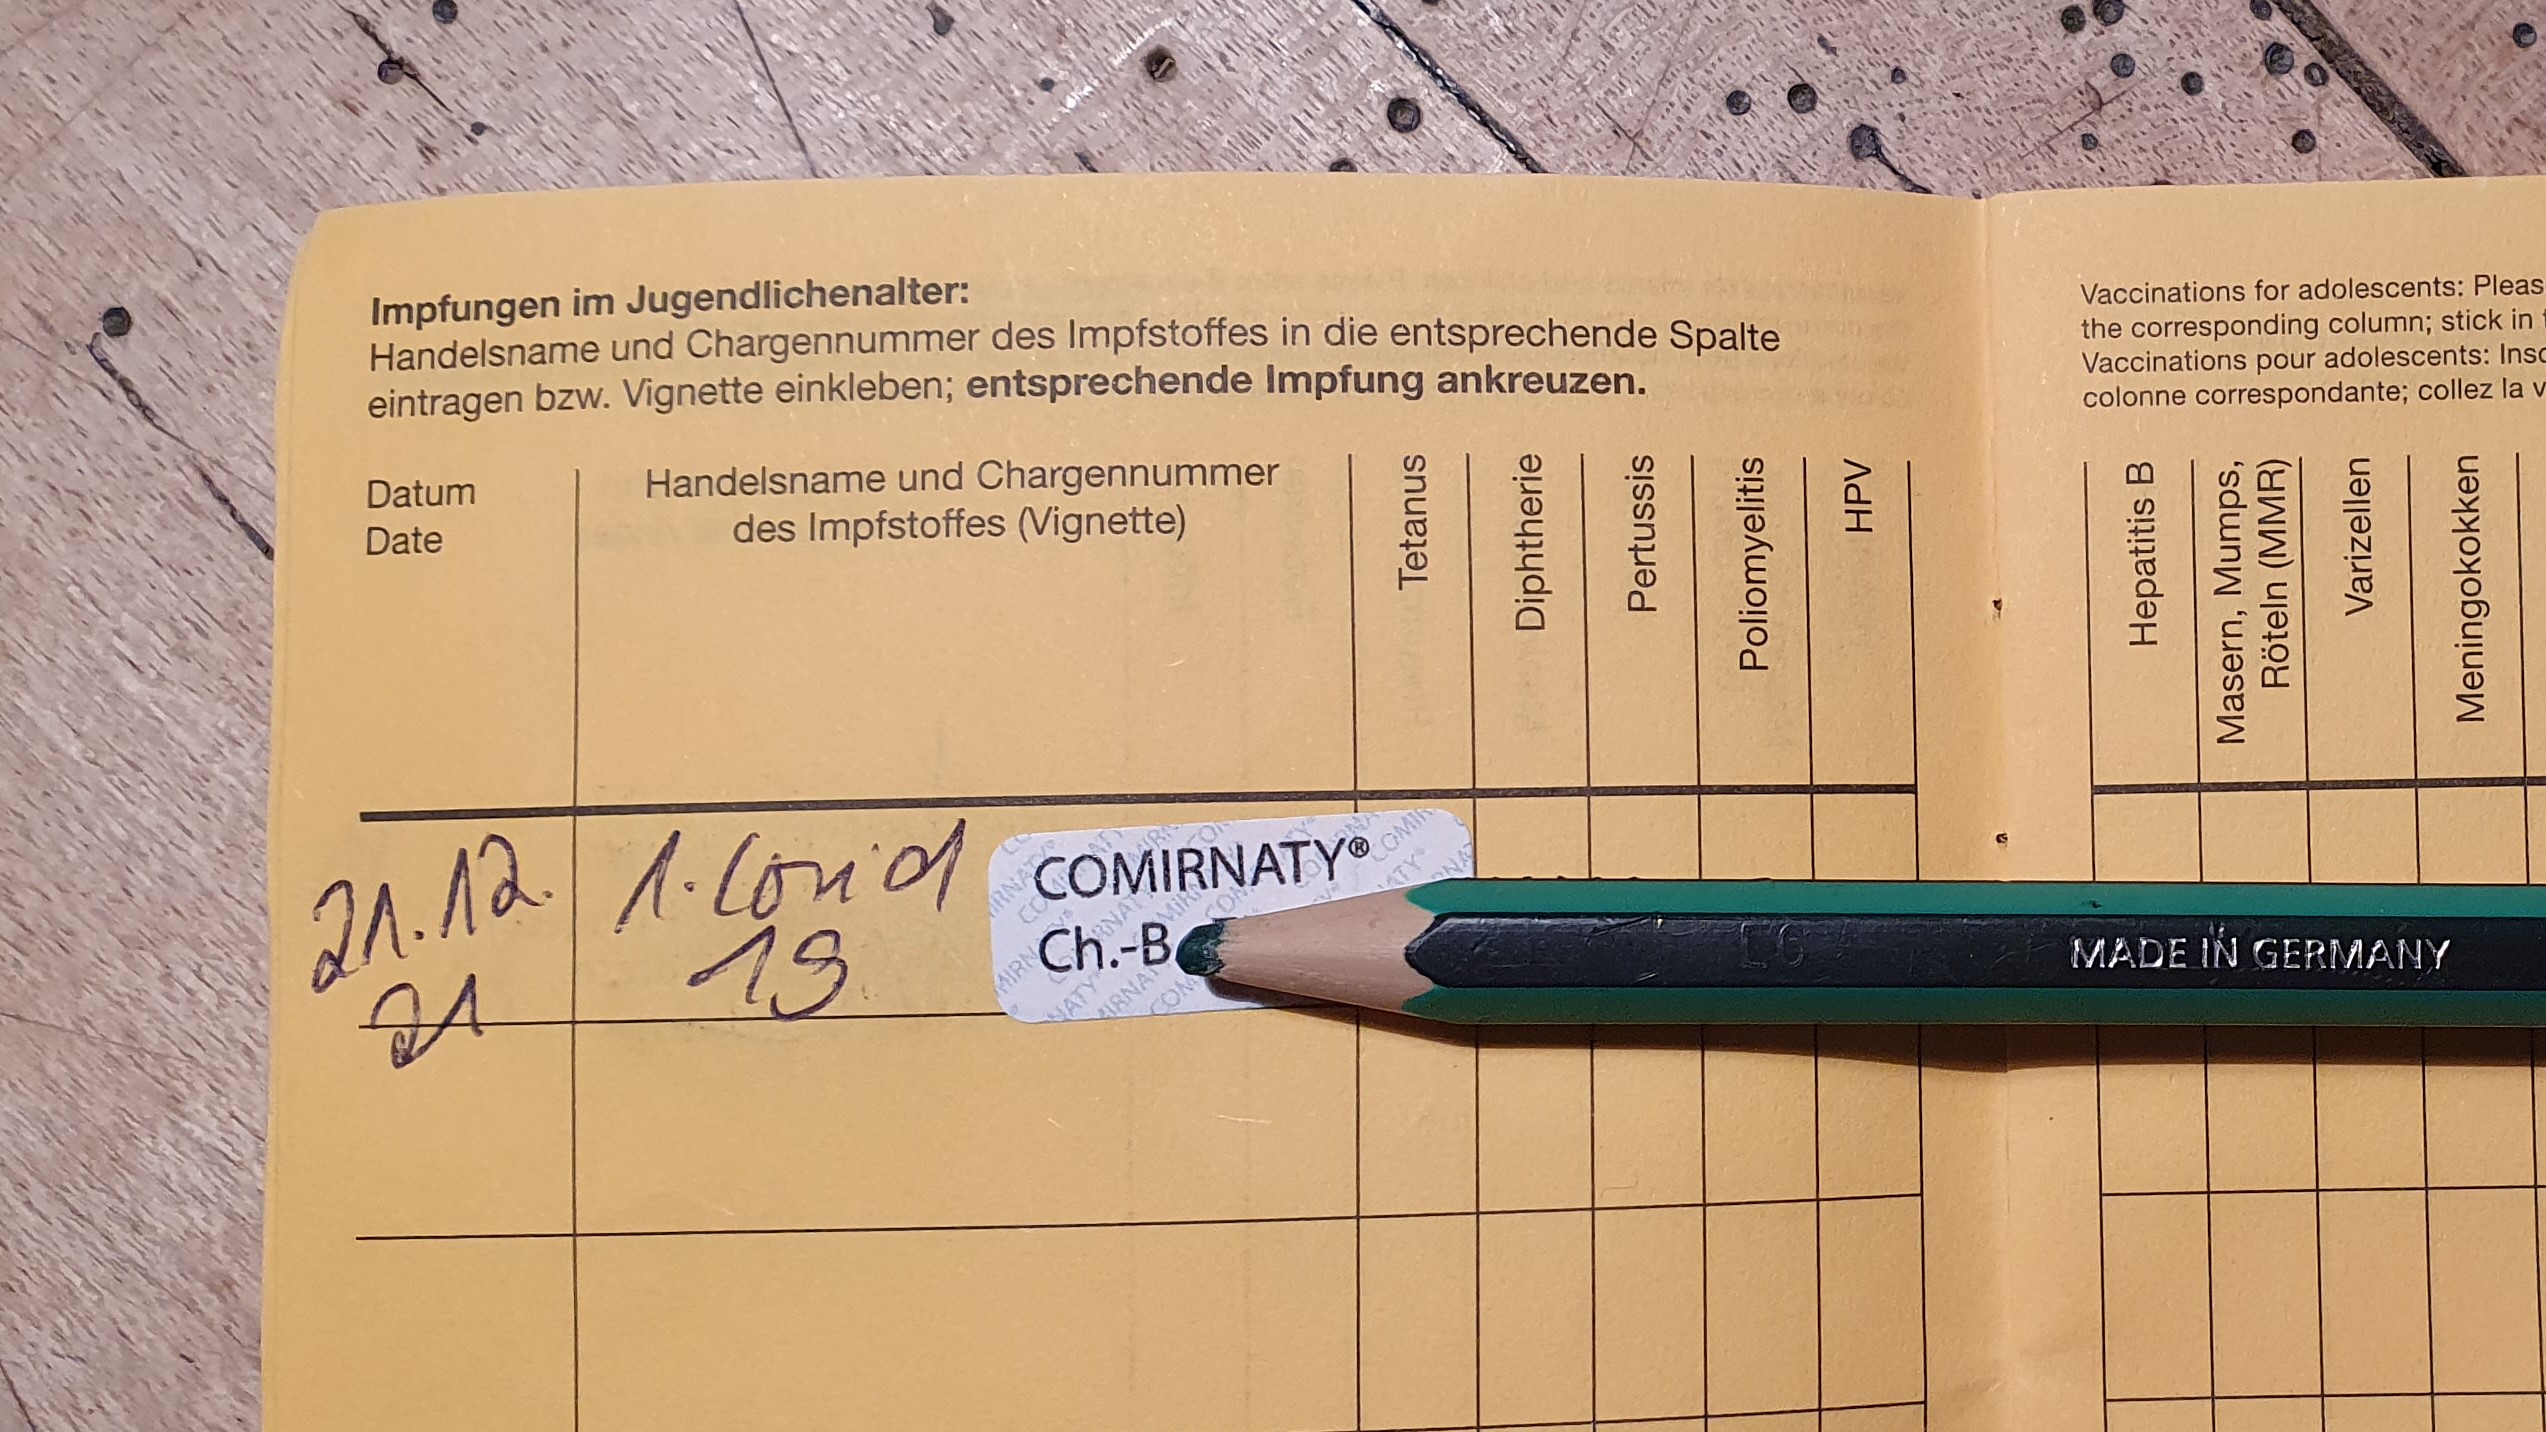 Impfungen im Jugendlichenalter:
Handelsname und Chargennummer des Impfstoffes in die entsprechende Spalte
eintragen bzw. Vignette einkleben; entsprechende Impfung ankreuzen.
Datum
Date
Handelsname und Chargennummer
des Impfstoffes (Vignette)
Tetanus
Diphtherie
Pertussis
Poliomyelitis
HPV
21.12.
21
1. Covid
19
COMIRNATY®
Ch.-B
MADE IN GERMANY
Vaccinations for adolescents: Pleas
the corresponding column; stick in
Vaccinations pour adolescents: Insc
colonne correspondante; collez la v
Hepatitis B
Masern, Mumps,
Röteln (MMR)
Varizellen
Meningokokken